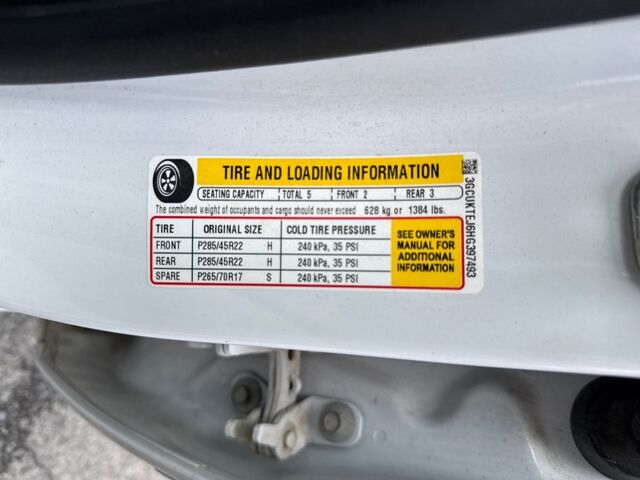 TIRE AND LOADING INFORMATION
SEATING CAPACITY TOTAL 5 FRONT 2 REAR 3
The combined weight of occupants and cargo should never exceed 628 kg or 1384 lbs.
TIRE ORIGINAL SIZE COLD TIRE PRESSURE
FRONT P285/45R22 H 240 kPa, 35 PSI
REAR P285/45R22 H 240 kPa, 35 PSI
SPARE P265/70R17 S 240 kPa, 35 PSI
SEE OWNER'S
MANUAL FOR
ADDITIONAL
INFORMATION
3GCUKTEJ6HG397493